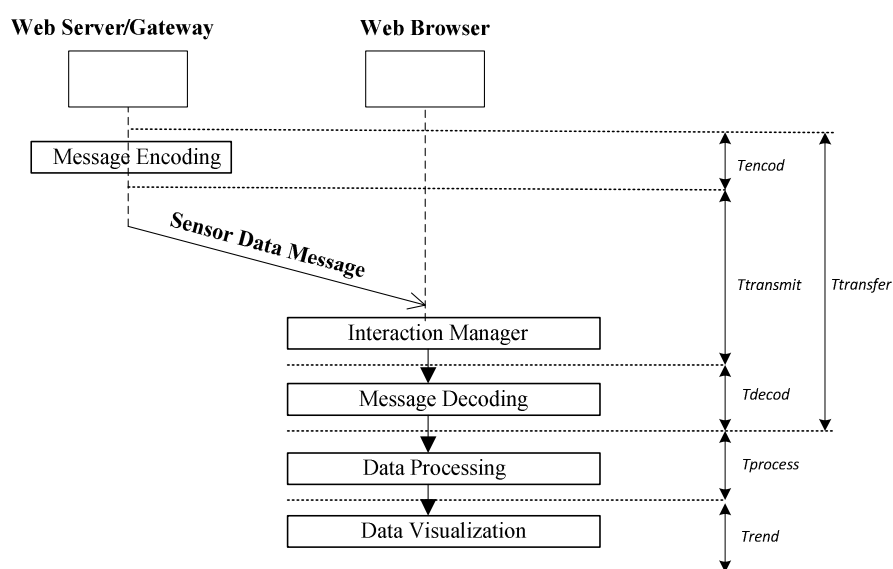 Web Server/Gateway
Web Browser
Message Encoding
Tencod
Sensor Data Message
Ttransmit
Ttransfer
Interaction Manager
Message Decoding
Tdecod
Data Processing
Tprocess
Data Visualization
Trend